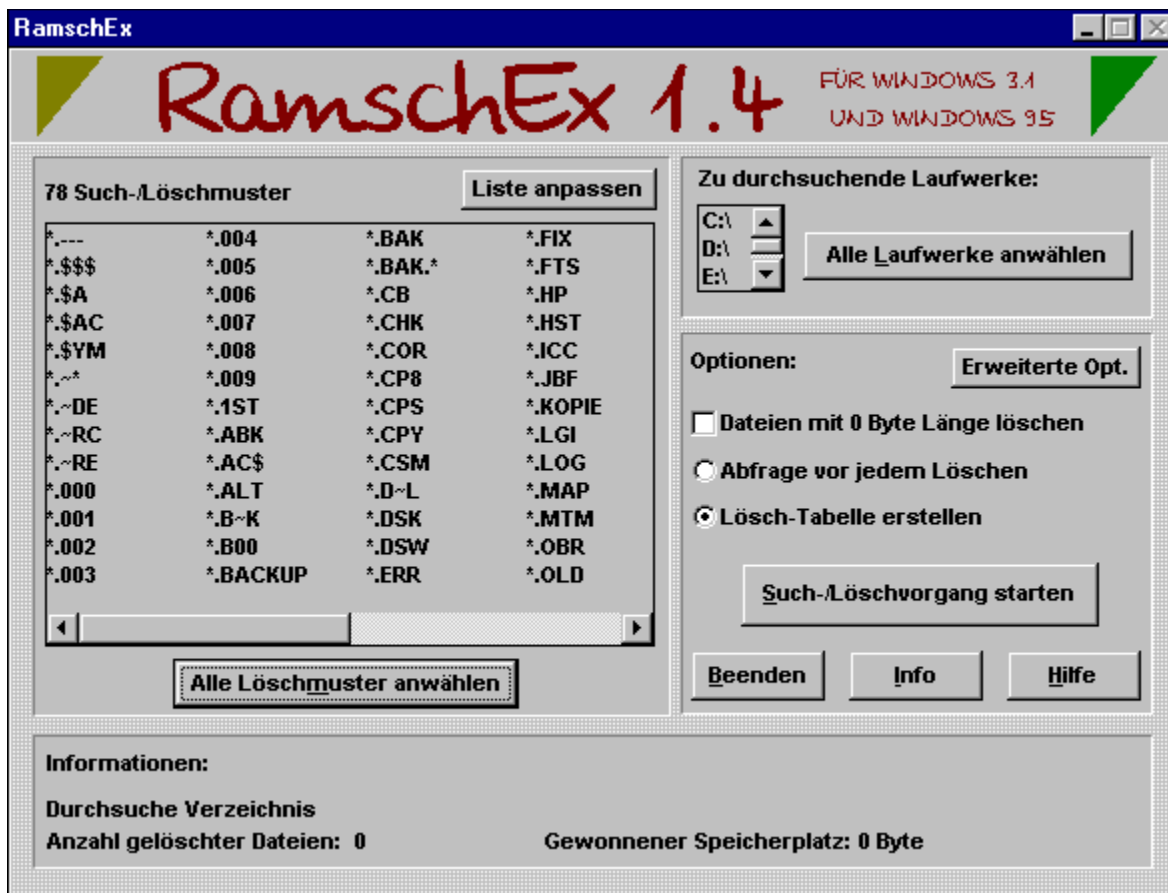 RamschEx
RamschEx 1.4
FÜR WINDOWS 3.1
UND WINDOWS 95
78 Such-/Löschmuster
Liste anpassen
*.--- *.004 *.BAK *.FIX
*.$$$ *.005 *.BAK.* *.FTS
*.$A *.006 *.CB *.HP
*.$AC *.007 *.CHK *.HST
*.$YM *.008 *.COR *.ICC
*.~* *.009 *.CP8 *.JBF
*.~DE *.1ST *.CPS *.KOPIE
*.~RC *.ABK *.CPY *.LGI
*.~RE *.AC$ *.CSM *.LOG
*.000 *.ALT *.D~L *.MAP
*.001 *.B~K *.DSK *.MTM
*.002 *.B00 *.DSW *.OBR
*.003 *.BACKUP *.ERR *.OLD
Alle Löschmuster anwählen
Zu durchsuchende Laufwerke:
C:\
D:\
E:\
Alle Laufwerke anwählen
Optionen:
Erweiterte Opt.
Dateien mit 0 Byte Länge löschen
Abfrage vor jedem Löschen
Lösch-Tabelle erstellen
Such-/Löschvorgang starten
Beenden Info Hilfe
Informationen:
Durchsuche Verzeichnis
Anzahl gelöschter Dateien: 0 Gewonnener Speicherplatz: 0 Byte